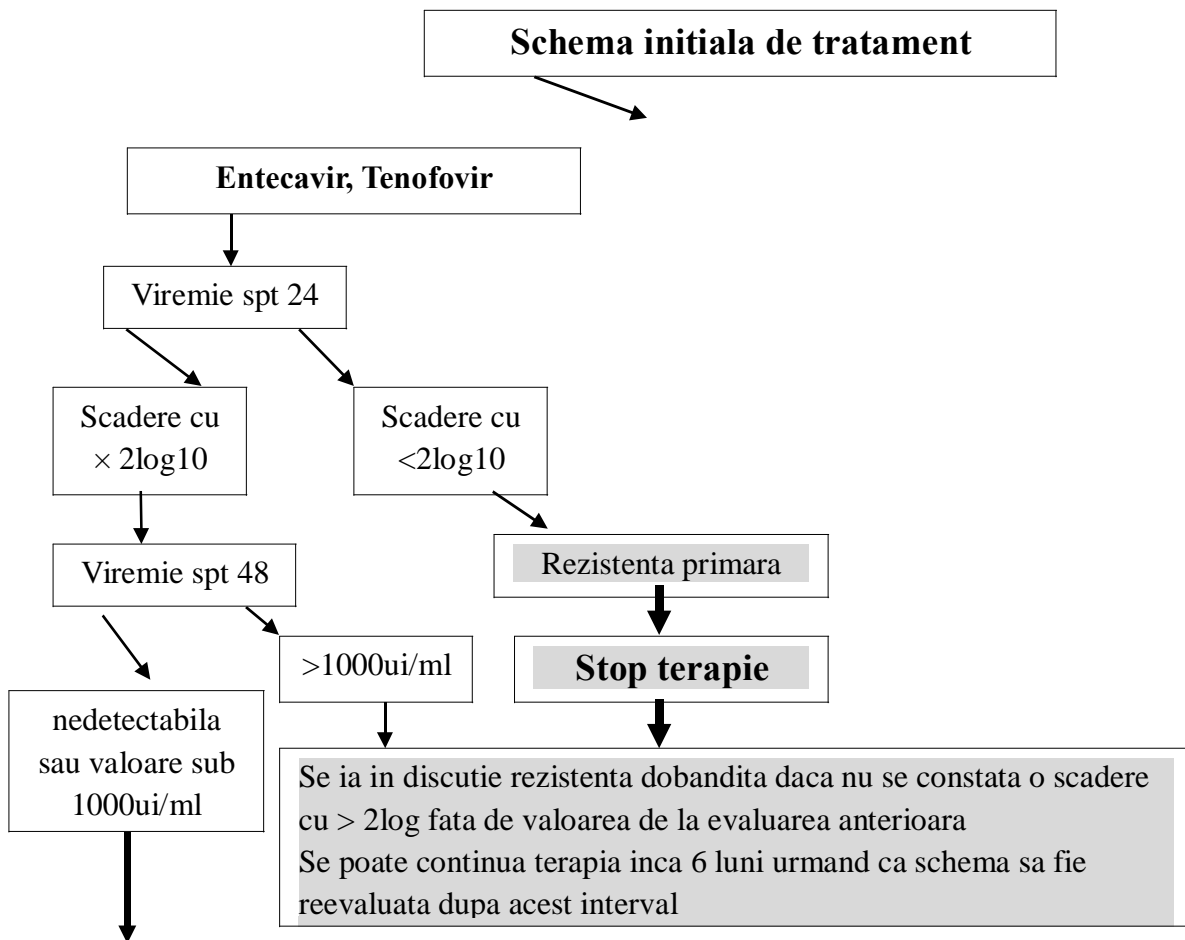 Schema initiala de tratament
Entecavir, Tenofovir
Viremie spt 24
Scadere cu
× 2log10
Scadere cu
<2log10
Rezistenta primara
Viremie spt 48
>1000ui/ml
Stop terapie
nedetectabila
sau valoare sub
1000ui/ml
Se ia in discutie rezistenta dobandita daca nu se constata o scadere
cu > 2log fata de valoarea de la evaluarea anterioara
Se poate continua terapia inca 6 luni urmand ca schema sa fie
reevaluata dupa acest interval